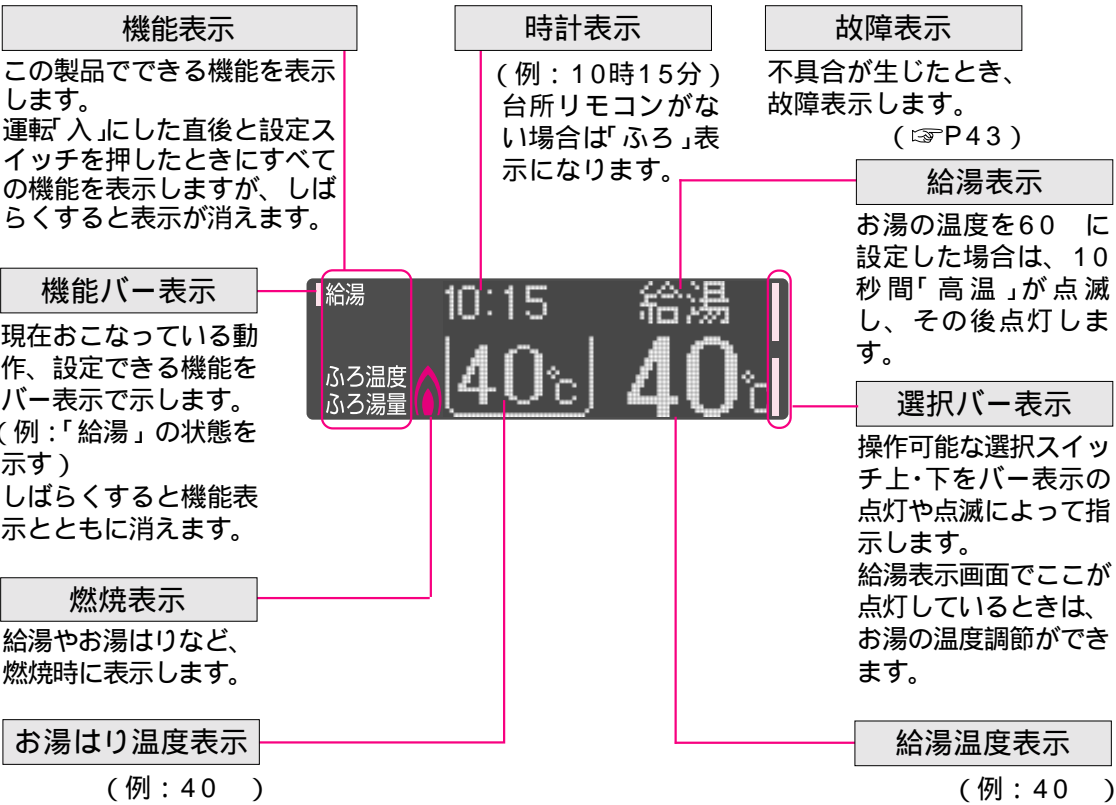 機能表示
この製品でできる機能を表示
します。
運転「入」にした直後と設定ス
イッチを押したときにすべて
の機能を表示しますが、しば
らくすると表示が消えます。
時計表示
(例：10時15分)
台所リモコンがな
い場合は「ふろ」表
示になります。
故障表示
不具合が生じたとき、
故障表示します。
(☞P43)
給湯表示
お湯の温度を60　に
設定した場合は、10
秒間「高温」が点滅
し、その後点灯しま
す。
機能バー表示
現在おこなっている動
作、設定できる機能を
バー表示で示します。
(例：「給湯」の状態を
示す)
しばらくすると機能表
示とともに消えます。
給湯
10:15
給湯
ふろ温度
ふろ湯量
40℃
40℃
選択バー表示
操作可能な選択スイッ
チ上・下をバー表示の
点灯や点滅によって指
示します。
給湯表示画面でここが
点灯しているときは、
お湯の温度調節ができ
ます。
燃焼表示
給湯やお湯はりなど、
燃焼時に表示します。
お湯はり温度表示
(例：40　)
給湯温度表示
(例：40　)